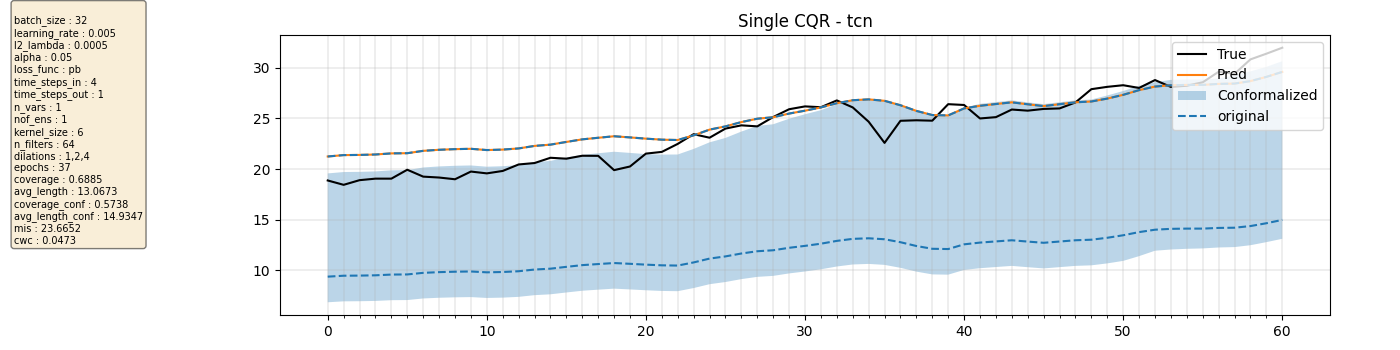 batch_size : 32
learning_rate : 0.005
l2_lambda : 0.0005
alpha : 0.05
loss_func : pb
time_steps_in : 4
time_steps_out : 1
n_vars : 1
nof_ens : 1
kernel_size : 6
n_filters : 64
dilations : 1,2,4
epochs : 37
coverage : 0.6885
avg_length : 13.0673
coverage_conf : 0.5738
avg_length_conf : 14.9347
mis : 23.6652
cwc : 0.0473
Single CQR - tcn
30
25
20
15
10
True
Pred
Conformalized
original
0 10 20 30 40 50 60